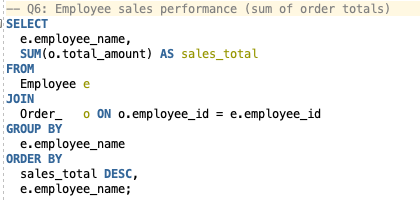 -- Q6: Employee sales performance (sum of order totals)
SELECT
  e.employee_name,
  SUM(o.total_amount) AS sales_total
FROM
  Employee e
JOIN
  Order_   o ON o.employee_id = e.employee_id
GROUP BY
  e.employee_name
ORDER BY
  sales_total DESC,
  e.employee_name;